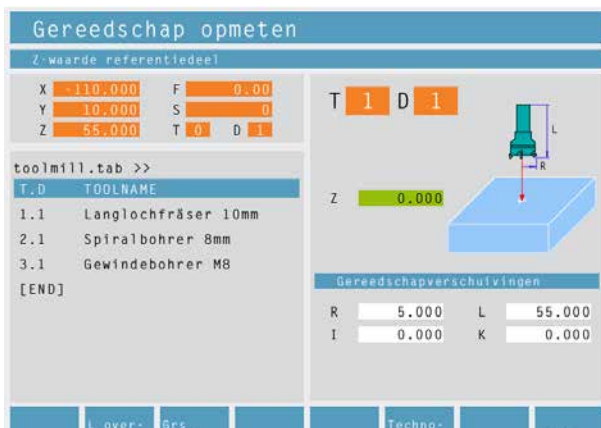 Gereedschap opmeten
Z-waarde referentiedeel
X -110.000 F 0.00
Y 10.000 S 0
Z 55.000 T 0 D 1
toolmill.tab >>
T.D TOOLNAME
1.1 Langlochfräser 10mm
2.1 Spiralbohrer 8mm
3.1 Gewindebohrer M8
[END]
T 1 D 1
L
R
Z 0.000
Gereedschapverschuivingen
R 5.000 L 55.000
I 0.000 K 0.000
L over- Grs. Techno-